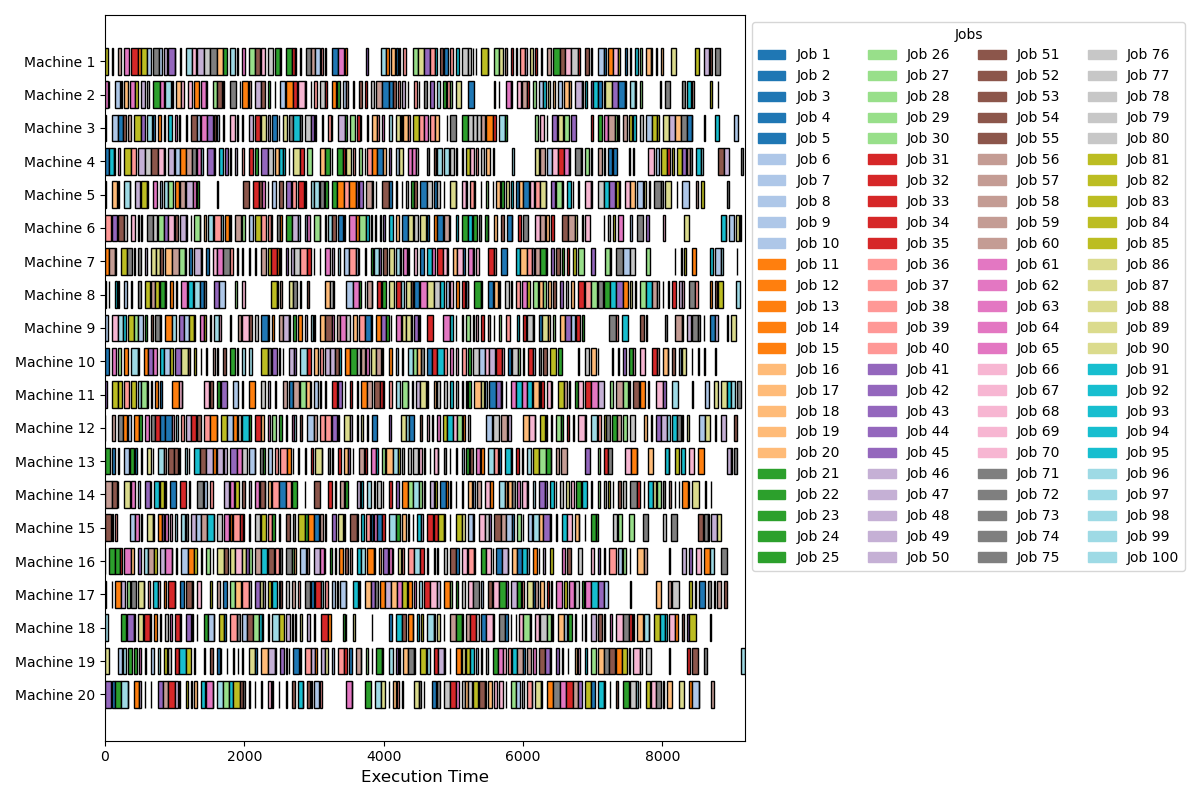 Jobs
Job 1 Job 26 Job 51 Job 76
Job 2 Job 27 Job 52 Job 77
Job 3 Job 28 Job 53 Job 78
Job 4 Job 29 Job 54 Job 79
Job 5 Job 30 Job 55 Job 80
Job 6 Job 31 Job 56 Job 81
Job 7 Job 32 Job 57 Job 82
Job 8 Job 33 Job 58 Job 83
Job 9 Job 34 Job 59 Job 84
Job 10 Job 35 Job 60 Job 85
Job 11 Job 36 Job 61 Job 86
Job 12 Job 37 Job 62 Job 87
Job 13 Job 38 Job 63 Job 88
Job 14 Job 39 Job 64 Job 89
Job 15 Job 40 Job 65 Job 90
Job 16 Job 41 Job 66 Job 91
Job 17 Job 42 Job 67 Job 92
Job 18 Job 43 Job 68 Job 93
Job 19 Job 44 Job 69 Job 94
Job 20 Job 45 Job 70 Job 95
Job 21 Job 46 Job 71 Job 96
Job 22 Job 47 Job 72 Job 97
Job 23 Job 48 Job 73 Job 98
Job 24 Job 49 Job 74 Job 99
Job 25 Job 50 Job 75 Job 100
Machine 1
Machine 2
Machine 3
Machine 4
Machine 5
Machine 6
Machine 7
Machine 8
Machine 9
Machine 10
Machine 11
Machine 12
Machine 13
Machine 14
Machine 15
Machine 16
Machine 17
Machine 18
Machine 19
Machine 20
0 2000 4000 6000 8000
Execution Time